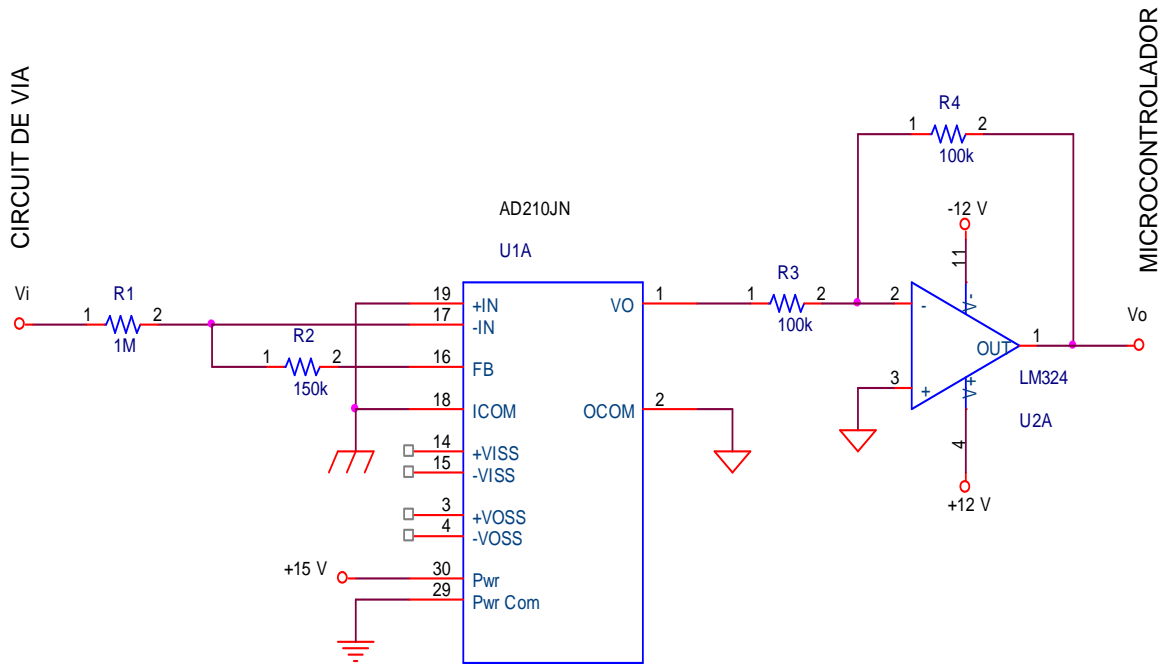 CIRCUIT DE VIA
MICROCONTROLADOR
R4
1
2
100k
AD210JN
U1A
-12 V
11
Vi
R1
1
2
1M
R2
1
2
150k
19
+IN
17
-IN
16
FB
18
ICOM
14
+VISS
15
-VISS
3
+VOSS
4
-VOSS
+15 V
30
Pwr
29
Pwr Com
VO
1
OCOM
2
R3
1
2
100k
2
-
V-
OUT
1
Vo
3
+
V+
LM324
U2A
4
+12 V